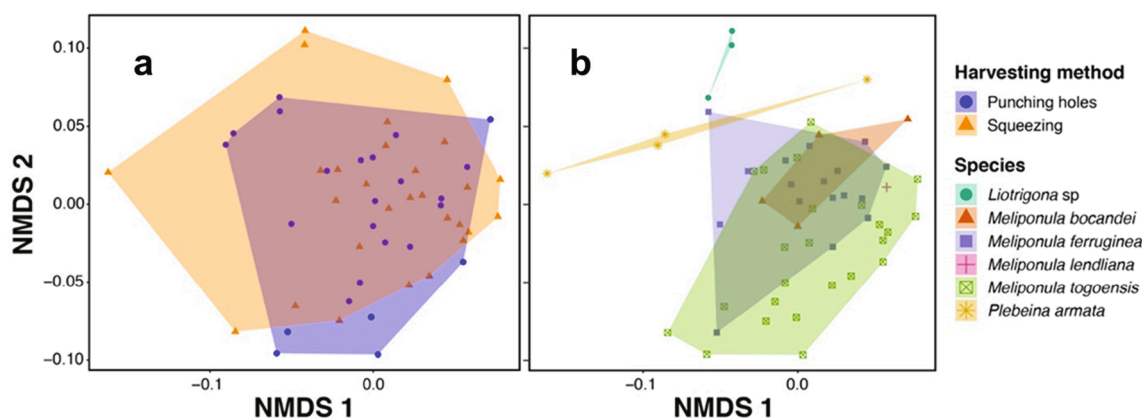 a
b
0.10
0.05
0.00
−0.05
−0.10
NMDS 2
−0.1
0.0
NMDS 1
−0.1
0.0
NMDS 1
Harvesting method
Punching holes
Squeezing
Species
Liotrigona sp
Meliponula bocandei
Meliponula ferruginea
Meliponula lendliana
Meliponula togoensis
Plebeina armata